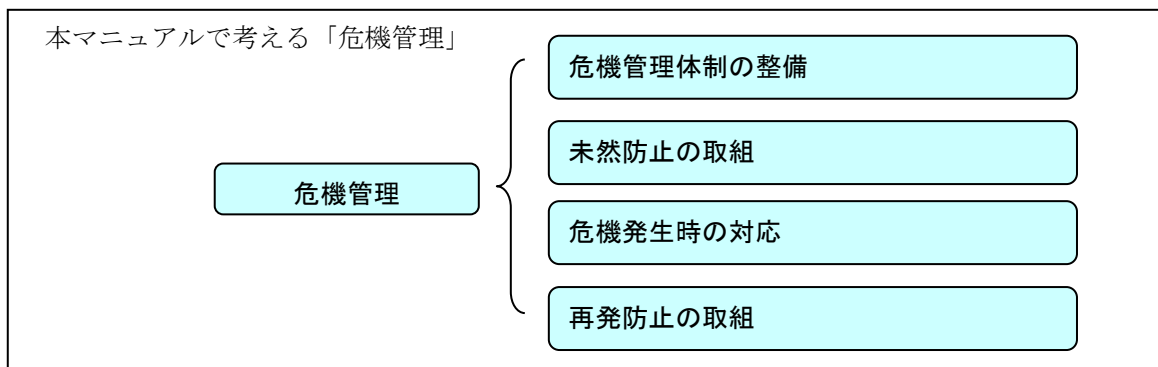 本マニュアルで考える「危機管理」
危機管理体制の整備
未然防止の取組
危機管理
危機発生時の対応
再発防止の取組